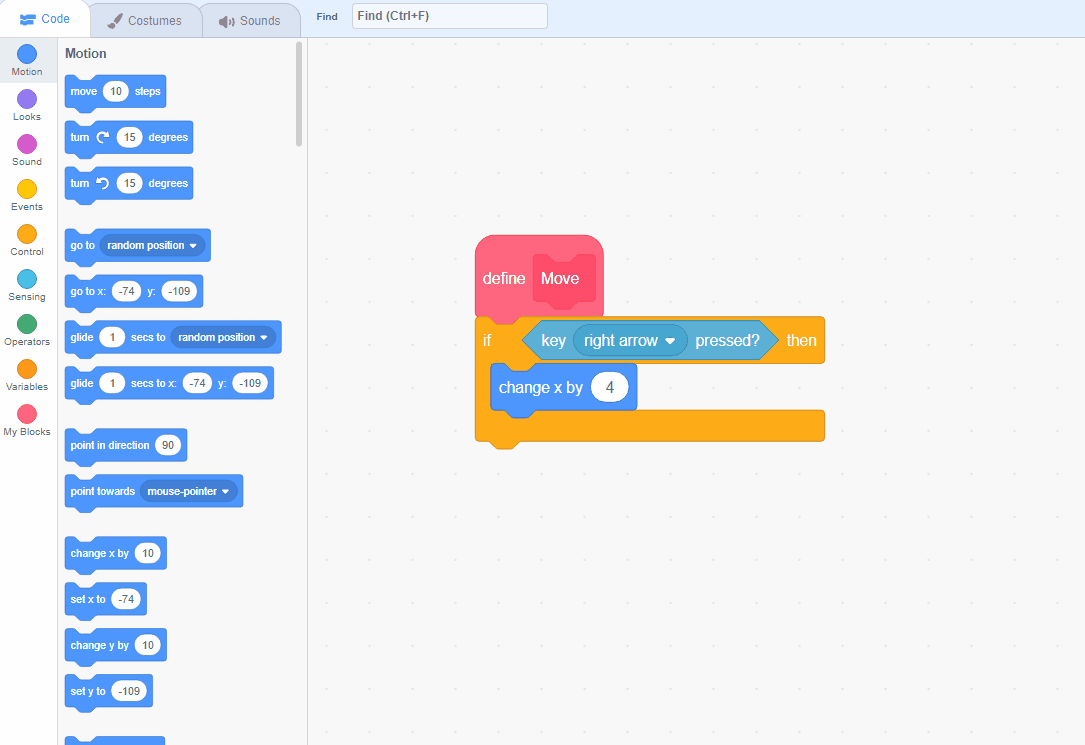 Code
Costumes
Sounds
Find
Find (Ctrl+F)
Motion
Looks
Sound
Events
Control
Sensing
Operators
Variables
My Blocks
Motion
move 10 steps
turn 15 degrees
turn 15 degrees
go to random position
go to x: -74 y: -109
glide 1 secs to random position
glide 1 secs to x: -74 y: -109
point in direction 90
point towards mouse-pointer
change x by 10
set x to -74
change y by 10
set y to -109
define Move
if key right arrow pressed? then
change x by 4